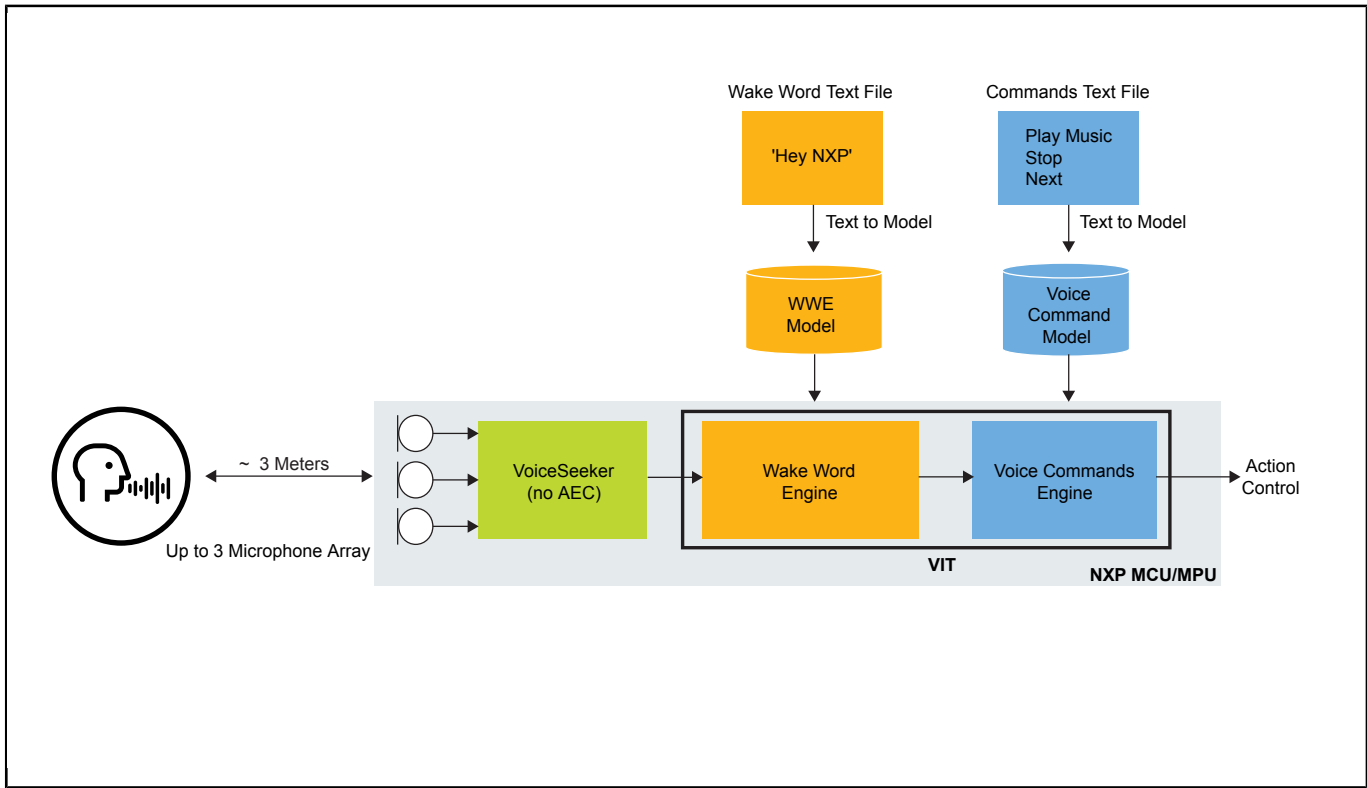 Wake Word Text File
Commands Text File
'Hey NXP'
Play Music
Stop
Next
Text to Model
Text to Model
WWE
Model
Voice
Command
Model
~ 3 Meters
Up to 3 Microphone Array
VoiceSeeker
(no AEC)
Wake Word
Engine
Voice Commands
Engine
Action
Control
VIT
NXP MCU/MPU